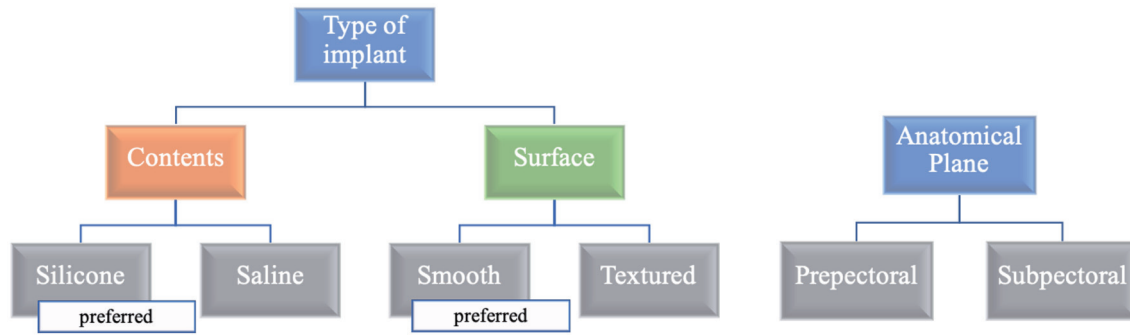 Type of
implant
Contents
Surface
Anatomical
Plane
Silicone
Saline
Smooth
Textured
Prepectoral
Subpectoral
preferred
preferred